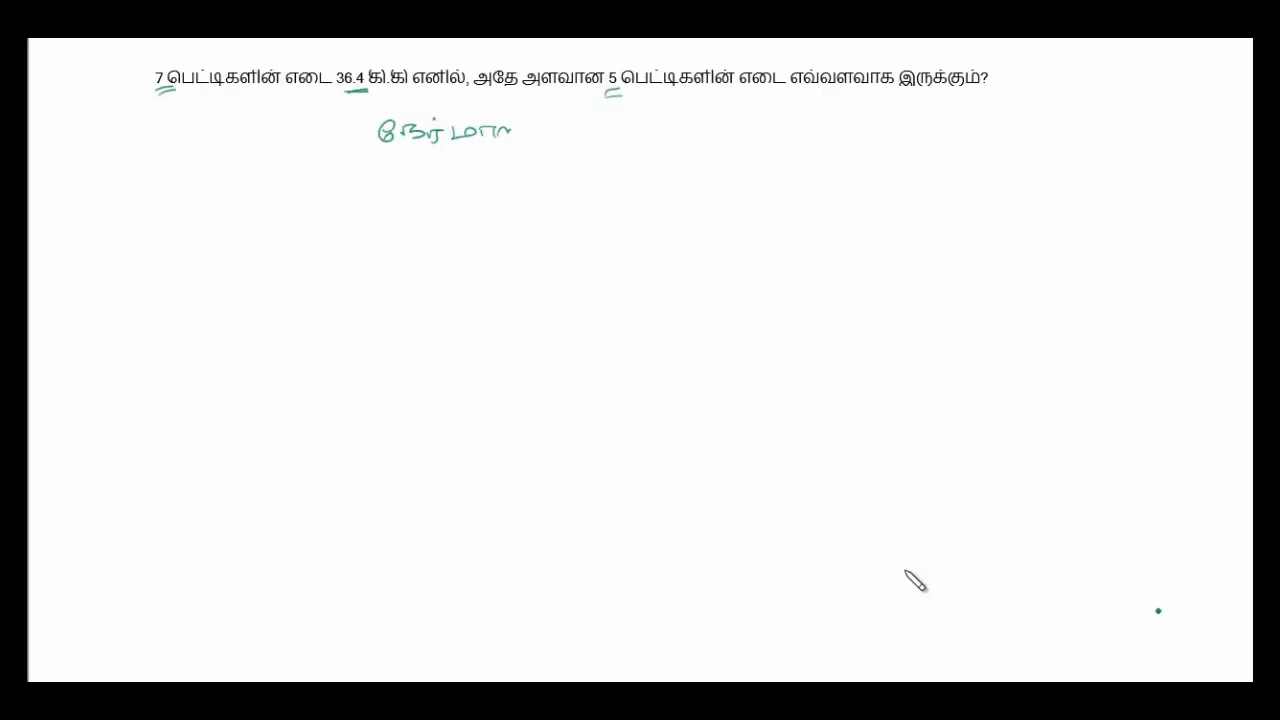 7 பெட்டிகளின் எடை 36.4 கி.கி எனில், அதே அளவான 5 பெட்டிகளின் எடை எவ்வளவாக இருக்கும்?
நேர்மா